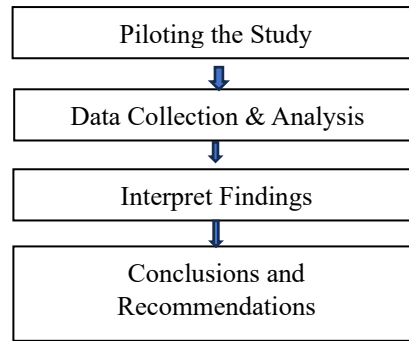 Piloting the Study
Data Collection & Analysis
Interpret Findings
Conclusions and
Recommendations